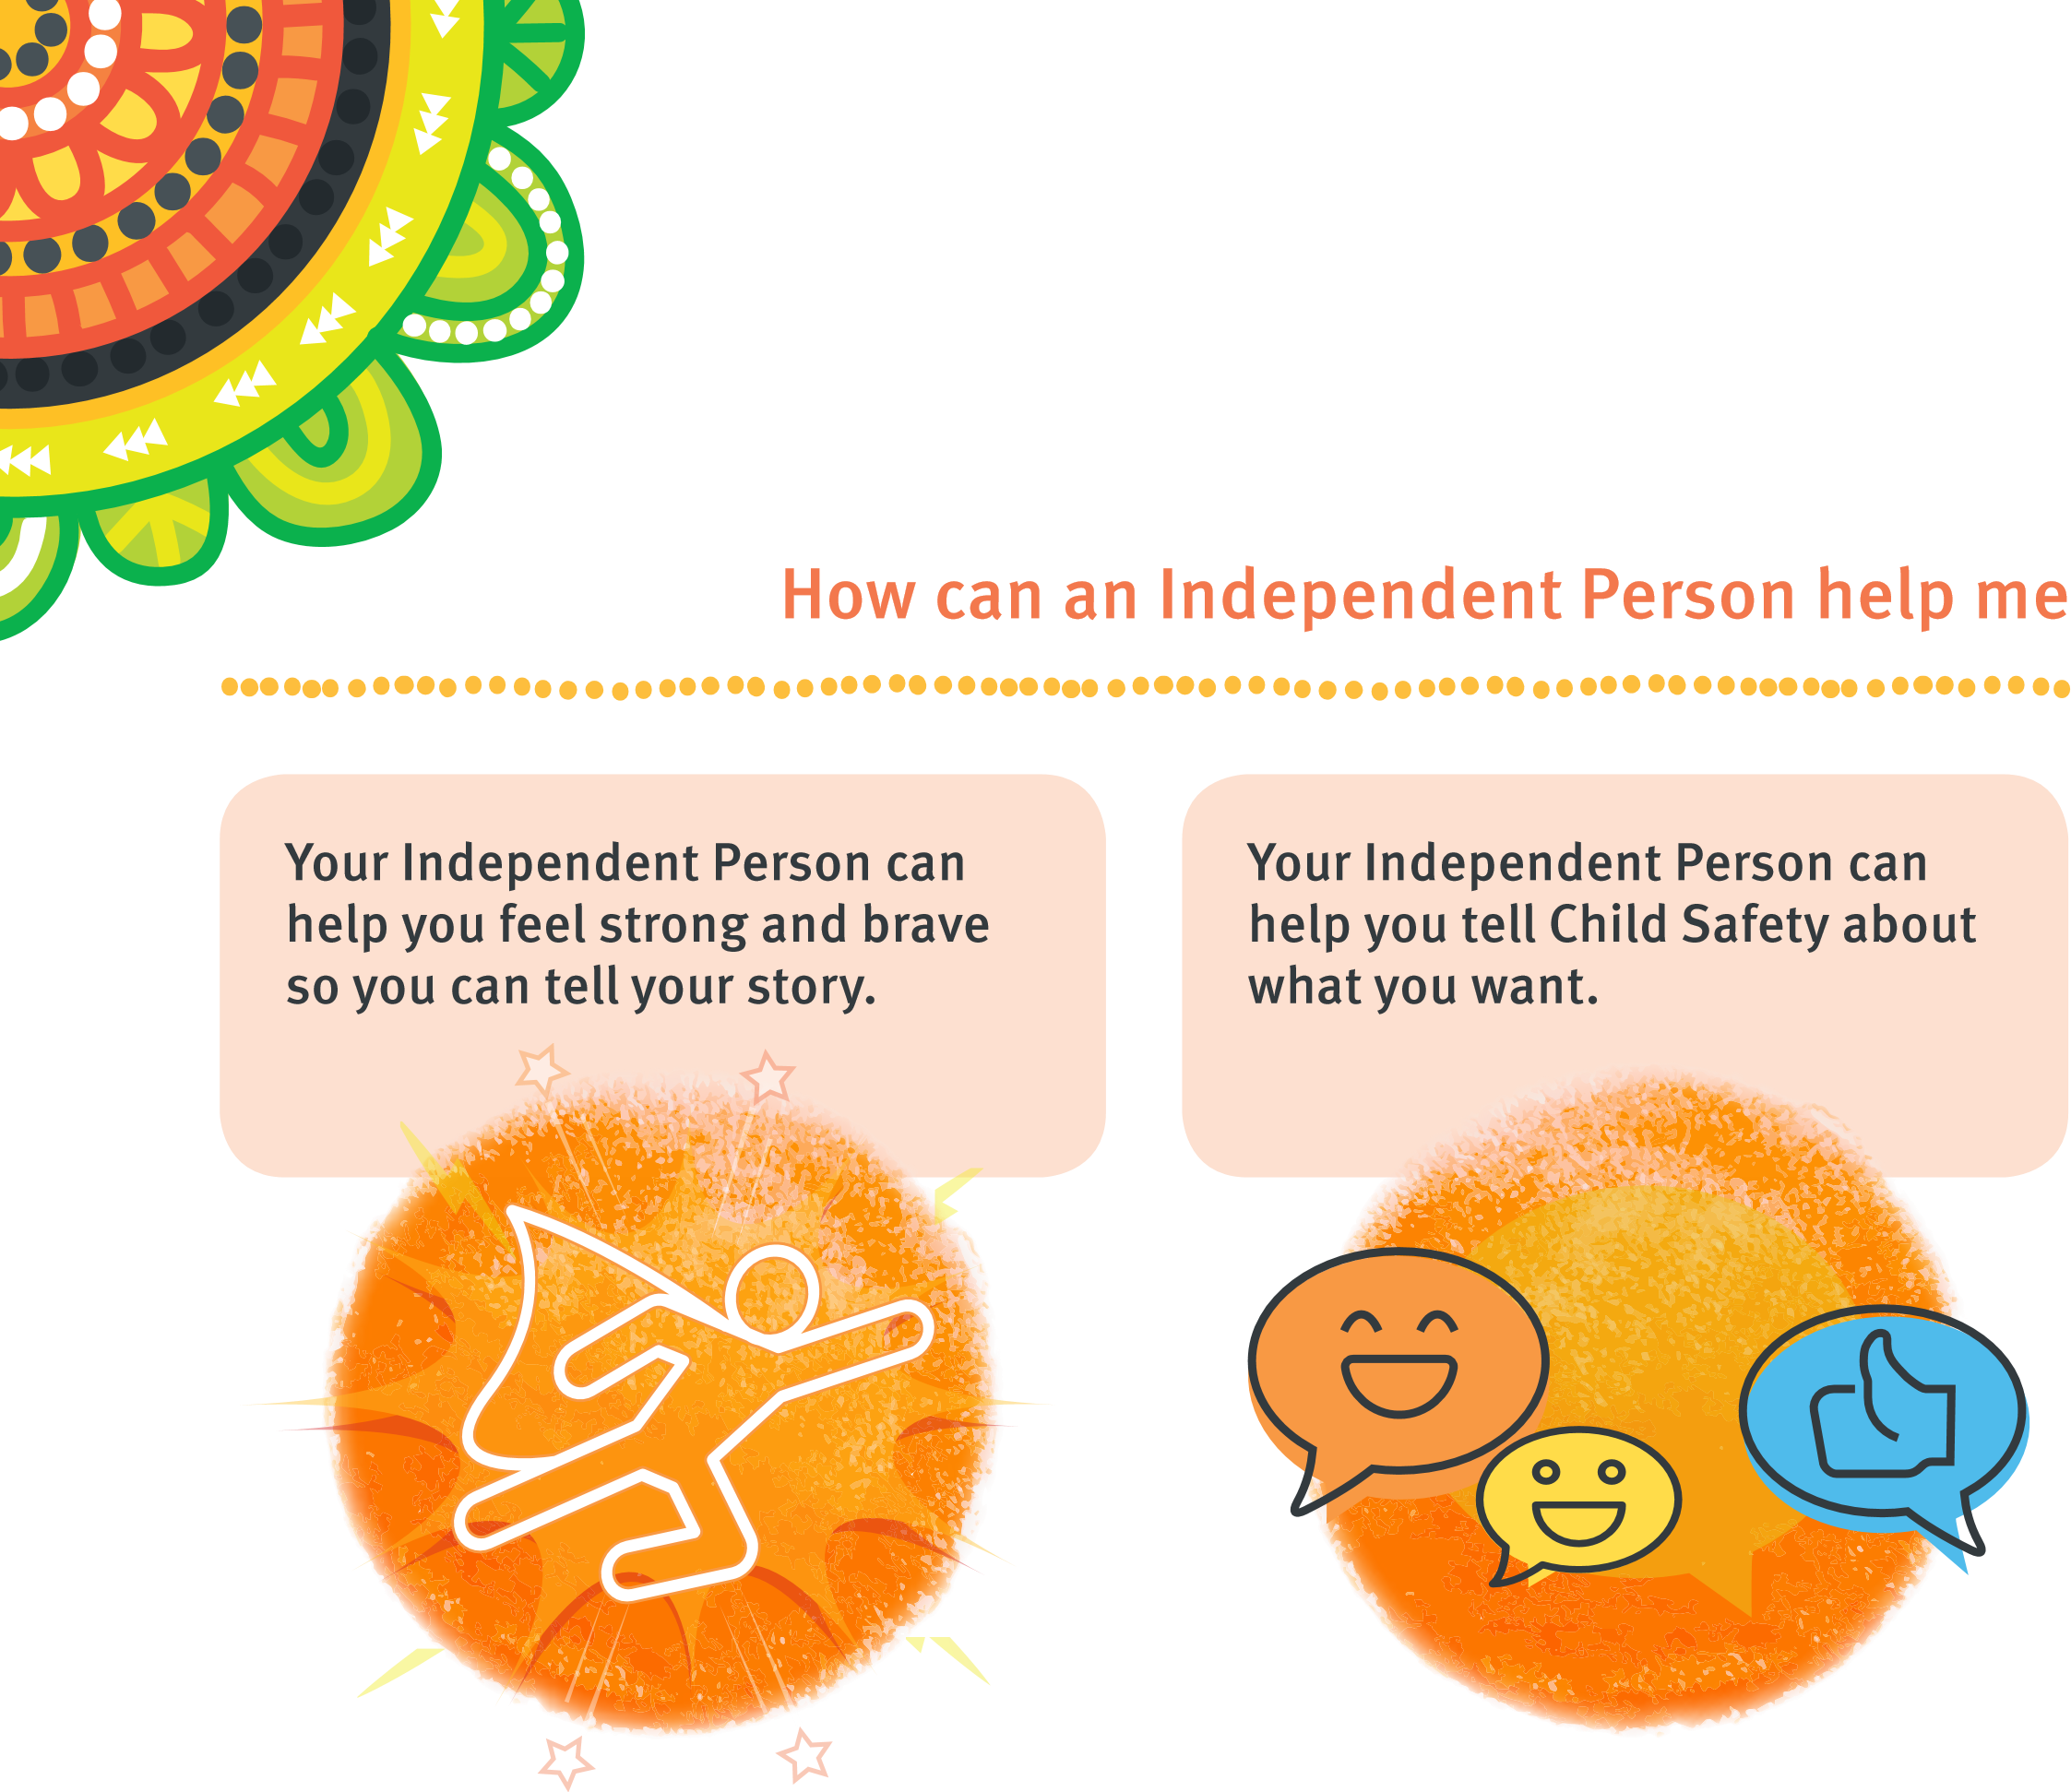 How can an Independent Person help me
Your Independent Person can
help you feel strong and brave
so you can tell your story.
Your Independent Person can
help you tell Child Safety about
what you want.